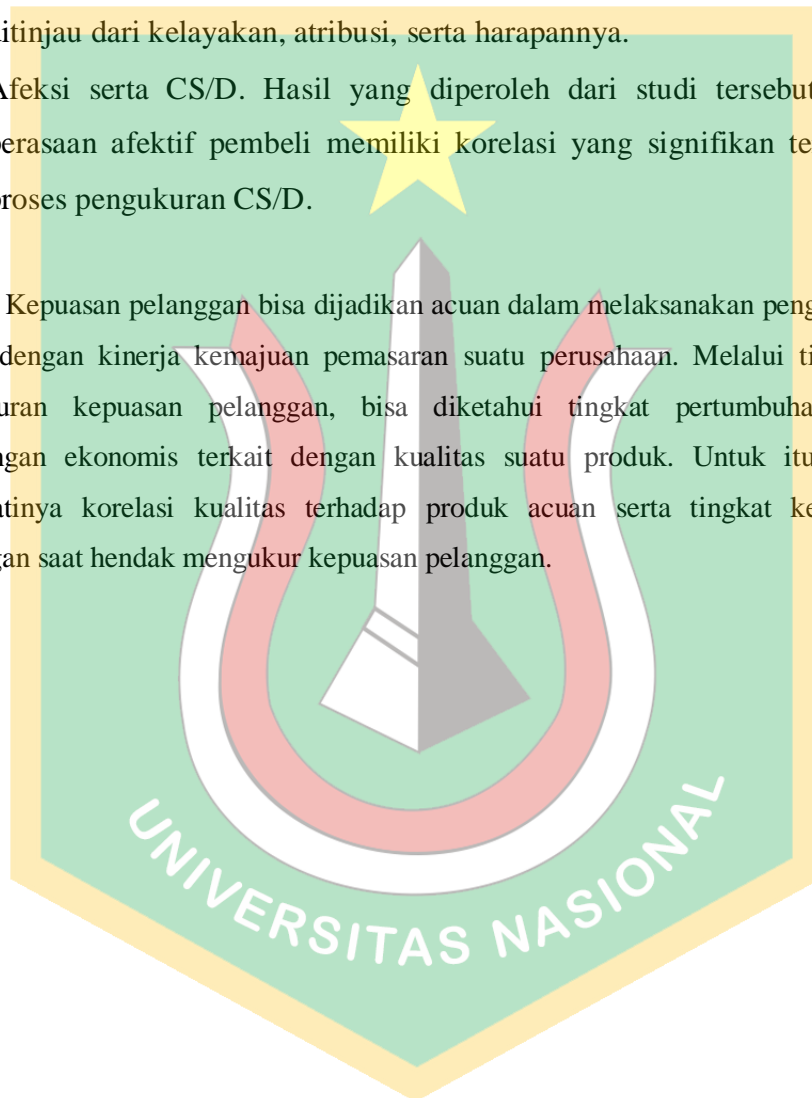 itinjau dari kelayakan, atribusi, serta harapannya.
Afeksi serta CS/D. Hasil yang diperoleh dari studi tersebut
perasaan afektif pembeli memiliki korelasi yang signifikan te
proses pengukuran CS/D.
Kepuasan pelanggan bisa dijadikan acuan dalam melaksanakan peng
dengan kinerja kemajuan pemasaran suatu perusahaan. Melalui ti
uran kepuasan pelanggan, bisa diketahui tingkat pertumbuha
ngan ekonomis terkait dengan kualitas suatu produk. Untuk itu
atinya korelasi kualitas terhadap produk acuan serta tingkat ke
gan saat hendak mengukur kepuasan pelanggan.
UNIVERSITAS NASIONAL